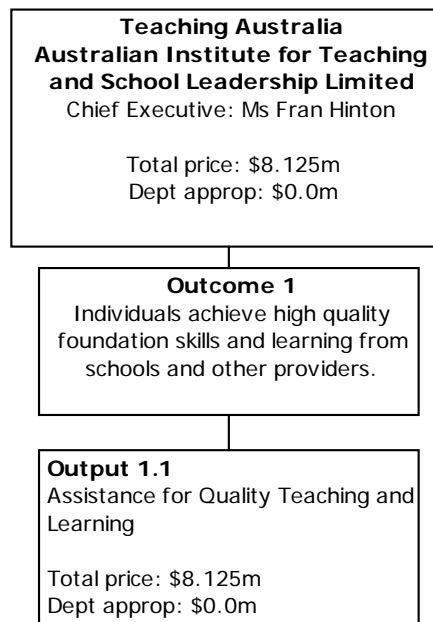 Teaching Australia
Australian Institute for Teaching
and School Leadership Limited
Chief Executive: Ms Fran Hinton
Total price: $8.125m
Dept approp: $0.0m
Outcome 1
Individuals achieve high quality
foundation skills and learning from
schools and other providers.
Output 1.1
Assistance for Quality Teaching and
Learning
Total price: $8.125m
Dept approp: $0.0m